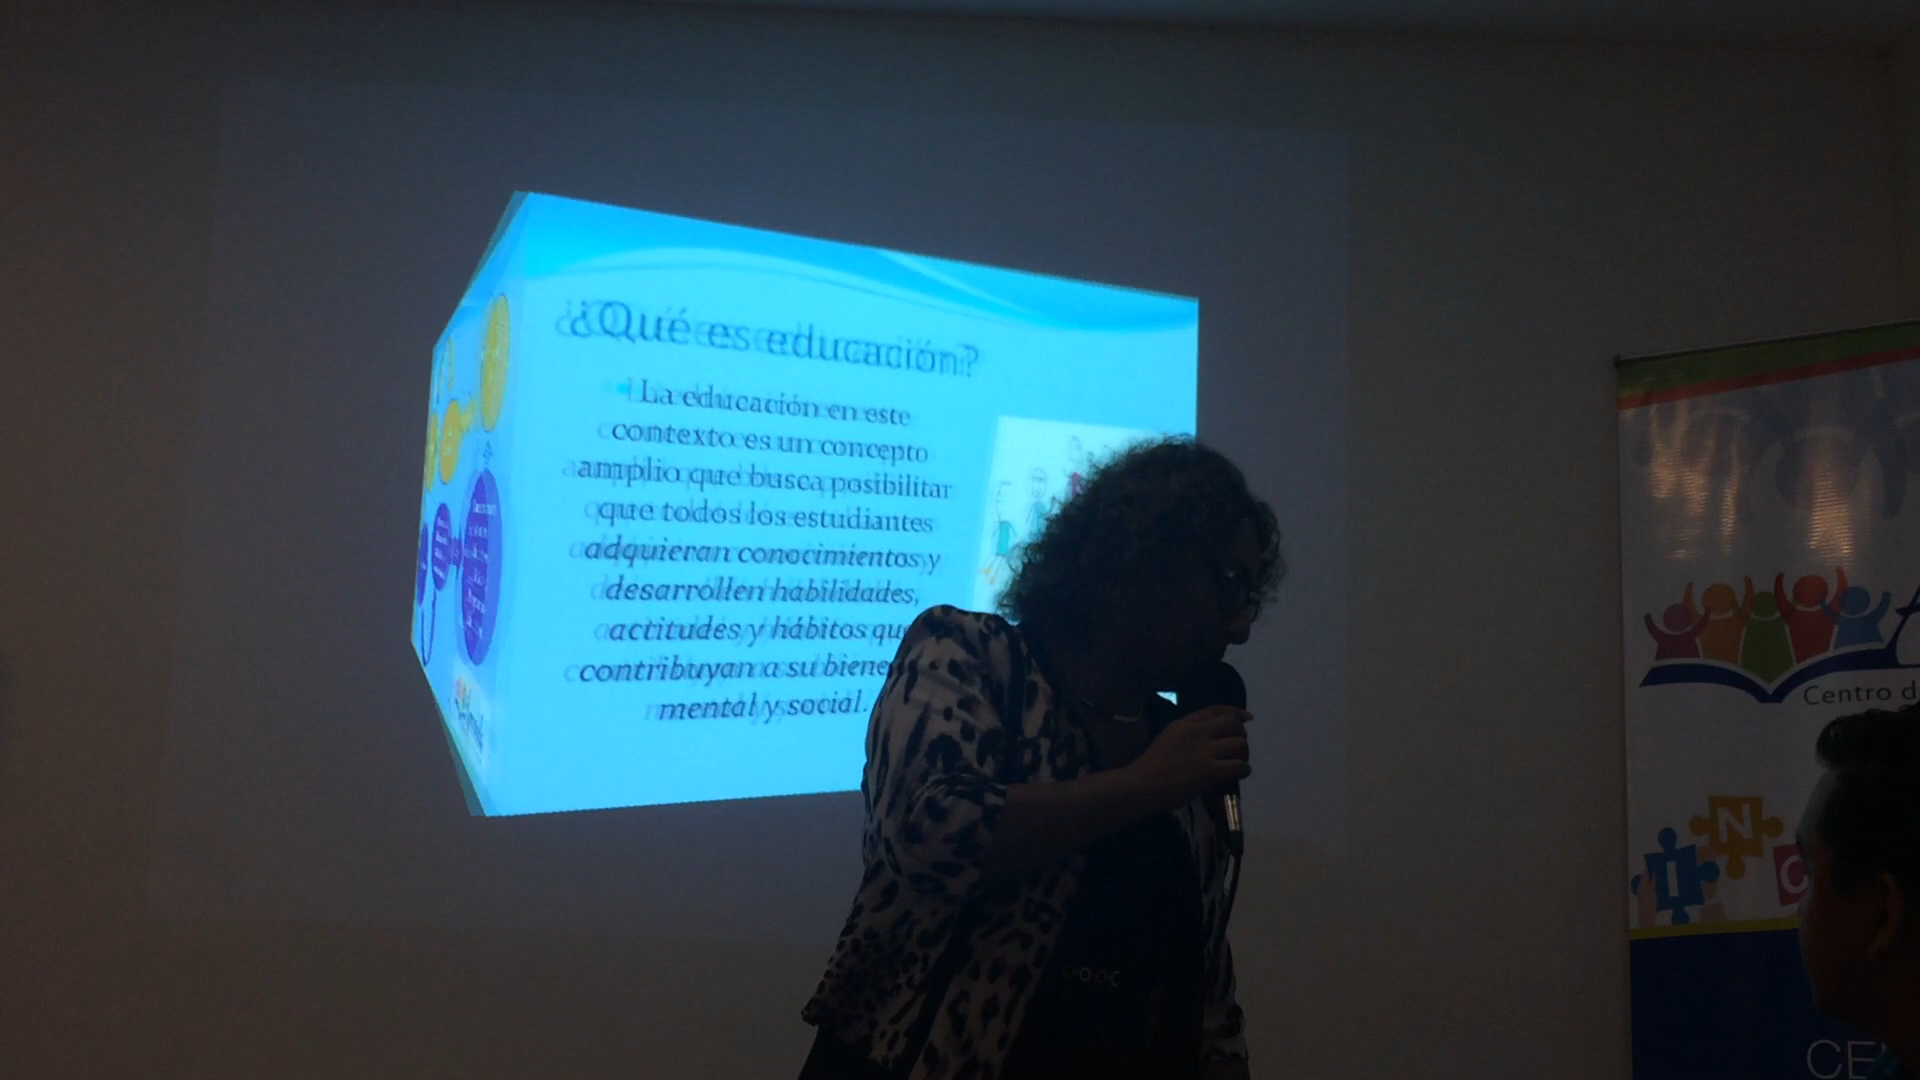 ¿Qué es educación?
La educación en este
contexto es un concepto
amplio que busca posibilitar
que todos los estudiantes
adquieran conocimientos y
desarrollen habilidades,
actitudes y hábitos qu
contribuyan a su biene
mental y social.
Centro d
I N C
CE